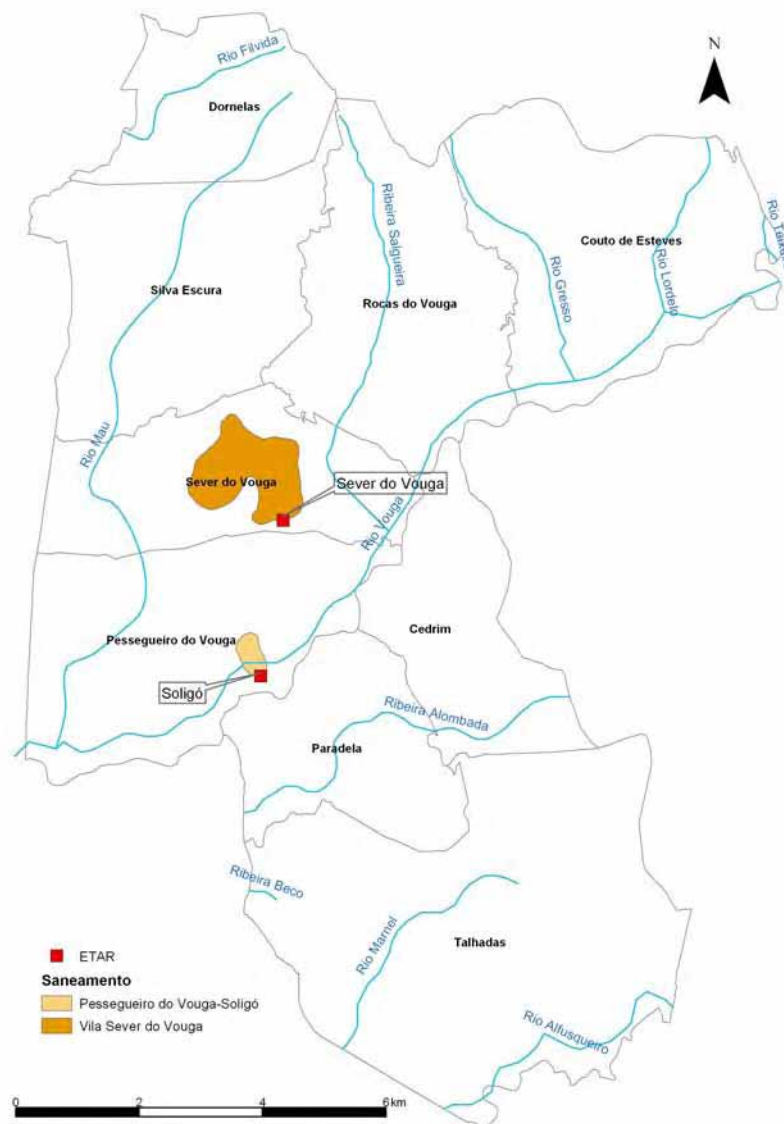 N
Rio Filvida
Dornelas
Ribeira Salgueira
Couto de Esteves
Rio Gresso
Rio Lordelo
Silva Escura
Rocas do Vouga
Rio Mau
Sever do Vouga
Sever do Vouga
Rio Vouga
Pessegueiro do Vouga
Cedrim
Soligó
Ribeira Alombada
Paradela
Ribeira Beco
Rio Marnel
Talhadas
Rio Alfusqueiro
ETAR
Saneamento
Pessegueiro do Vouga-Soligó
Vila Sever do Vouga
0 2 4 6 km